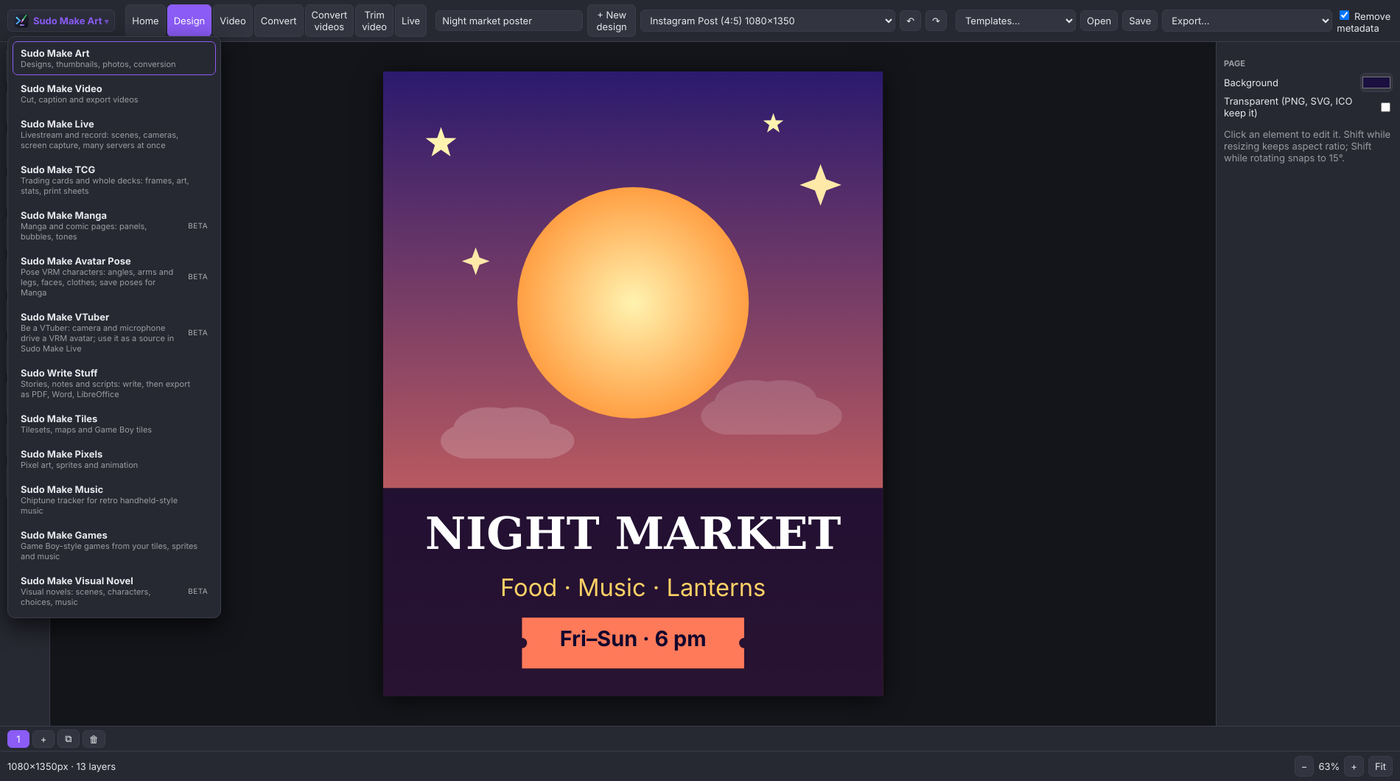 Sudo Make Art ▾
Home
Design
Video
Convert
Convert videos
Trim video
Live
Night market poster
+ New design
Instagram Post (4:5) 1080×1350
↶
↷
Templates...
Open
Save
Export...
Remove metadata
Sudo Make Art
Designs, thumbnails, photos, conversion
Sudo Make Video
Cut, caption and export videos
Sudo Make Live
Livestream and record: scenes, cameras,
screen capture, many servers at once
Sudo Make TCG
Trading cards and whole decks: frames, art,
stats, print sheets
Sudo Make Manga
Manga and comic pages: panels,
bubbles, tones
BETA
Sudo Make Avatar Pose
Pose VRM characters: angles, arms and
legs, faces, clothes; save poses for
Manga
BETA
Sudo Make VTuber
Be a VTuber: camera and microphone
drive a VRM avatar; use it as a source in
Sudo Make Live
BETA
Sudo Write Stuff
Stories, notes and scripts: write, then export
as PDF, Word, LibreOffice
Sudo Make Tiles
Tilesets, maps and Game Boy tiles
Sudo Make Pixels
Pixel art, sprites and animation
Sudo Make Music
Chiptune tracker for retro handheld-style
music
Sudo Make Games
Game Boy-style games from your tiles, sprites
and music
Sudo Make Visual Novel
Visual novels: scenes, characters,
choices, music
BETA
NIGHT MARKET
Food · Music · Lanterns
Fri–Sun · 6 pm
PAGE
Background
Transparent (PNG, SVG, ICO
keep it)
Click an element to edit it. Shift while
resizing keeps aspect ratio; Shift
while rotating snaps to 15°.
1
+
1080×1350px · 13 layers
−
63%
+
Fit